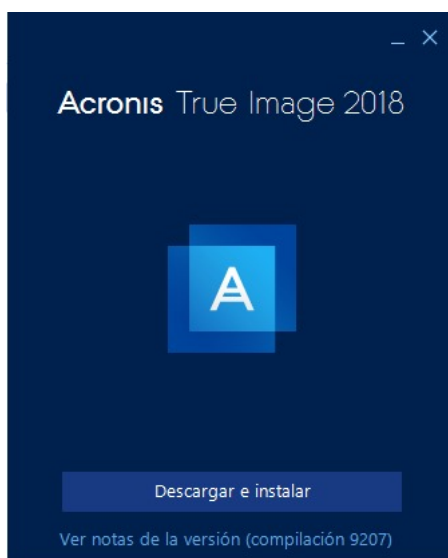 Acronis True Image 2018
A
Descargar e instalar
Ver notas de la versión (compilación 9207)